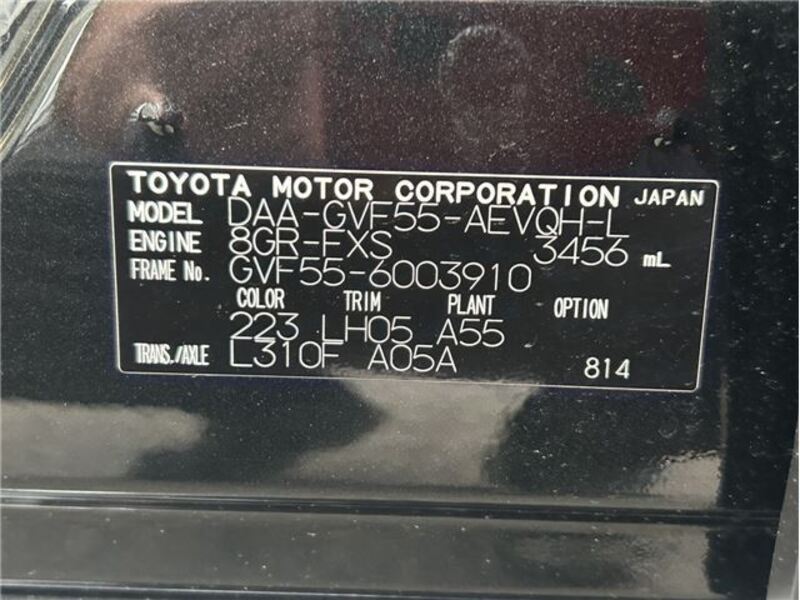 TOYOTA MOTOR CORPORATION JAPAN
MODEL DAA-GVF55-AEVQH-L
ENGINE 8GR-FXS 3456 mL
FRAME No. GVF55-6003910
COLOR TRIM PLANT OPTION
223 LH05 A55
TRANS./AXLE L310F A05A 814